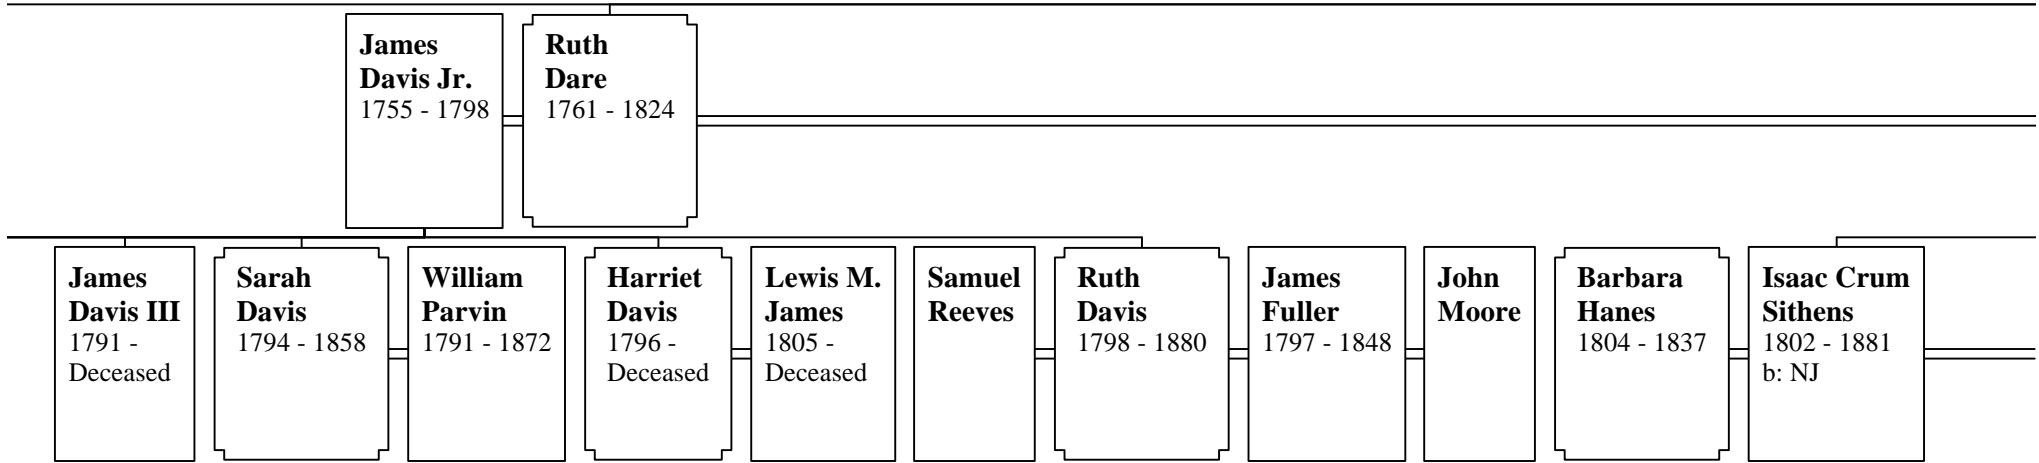 James
Davis Jr.
1755 - 1798
Ruth
Dare
1761 - 1824
James
Davis III
1791 -
Deceased
Sarah
Davis
1794 - 1858
William
Parvin
1791 - 1872
Harriet
Davis
1796 -
Deceased
Lewis M.
James
1805 -
Deceased
Samuel
Reeves
Ruth
Davis
1798 - 1880
James
Fuller
1797 - 1848
John
Moore
Barbara
Hanes
1804 - 1837
Isaac Crum
Sithens
1802 - 1881
b: NJ